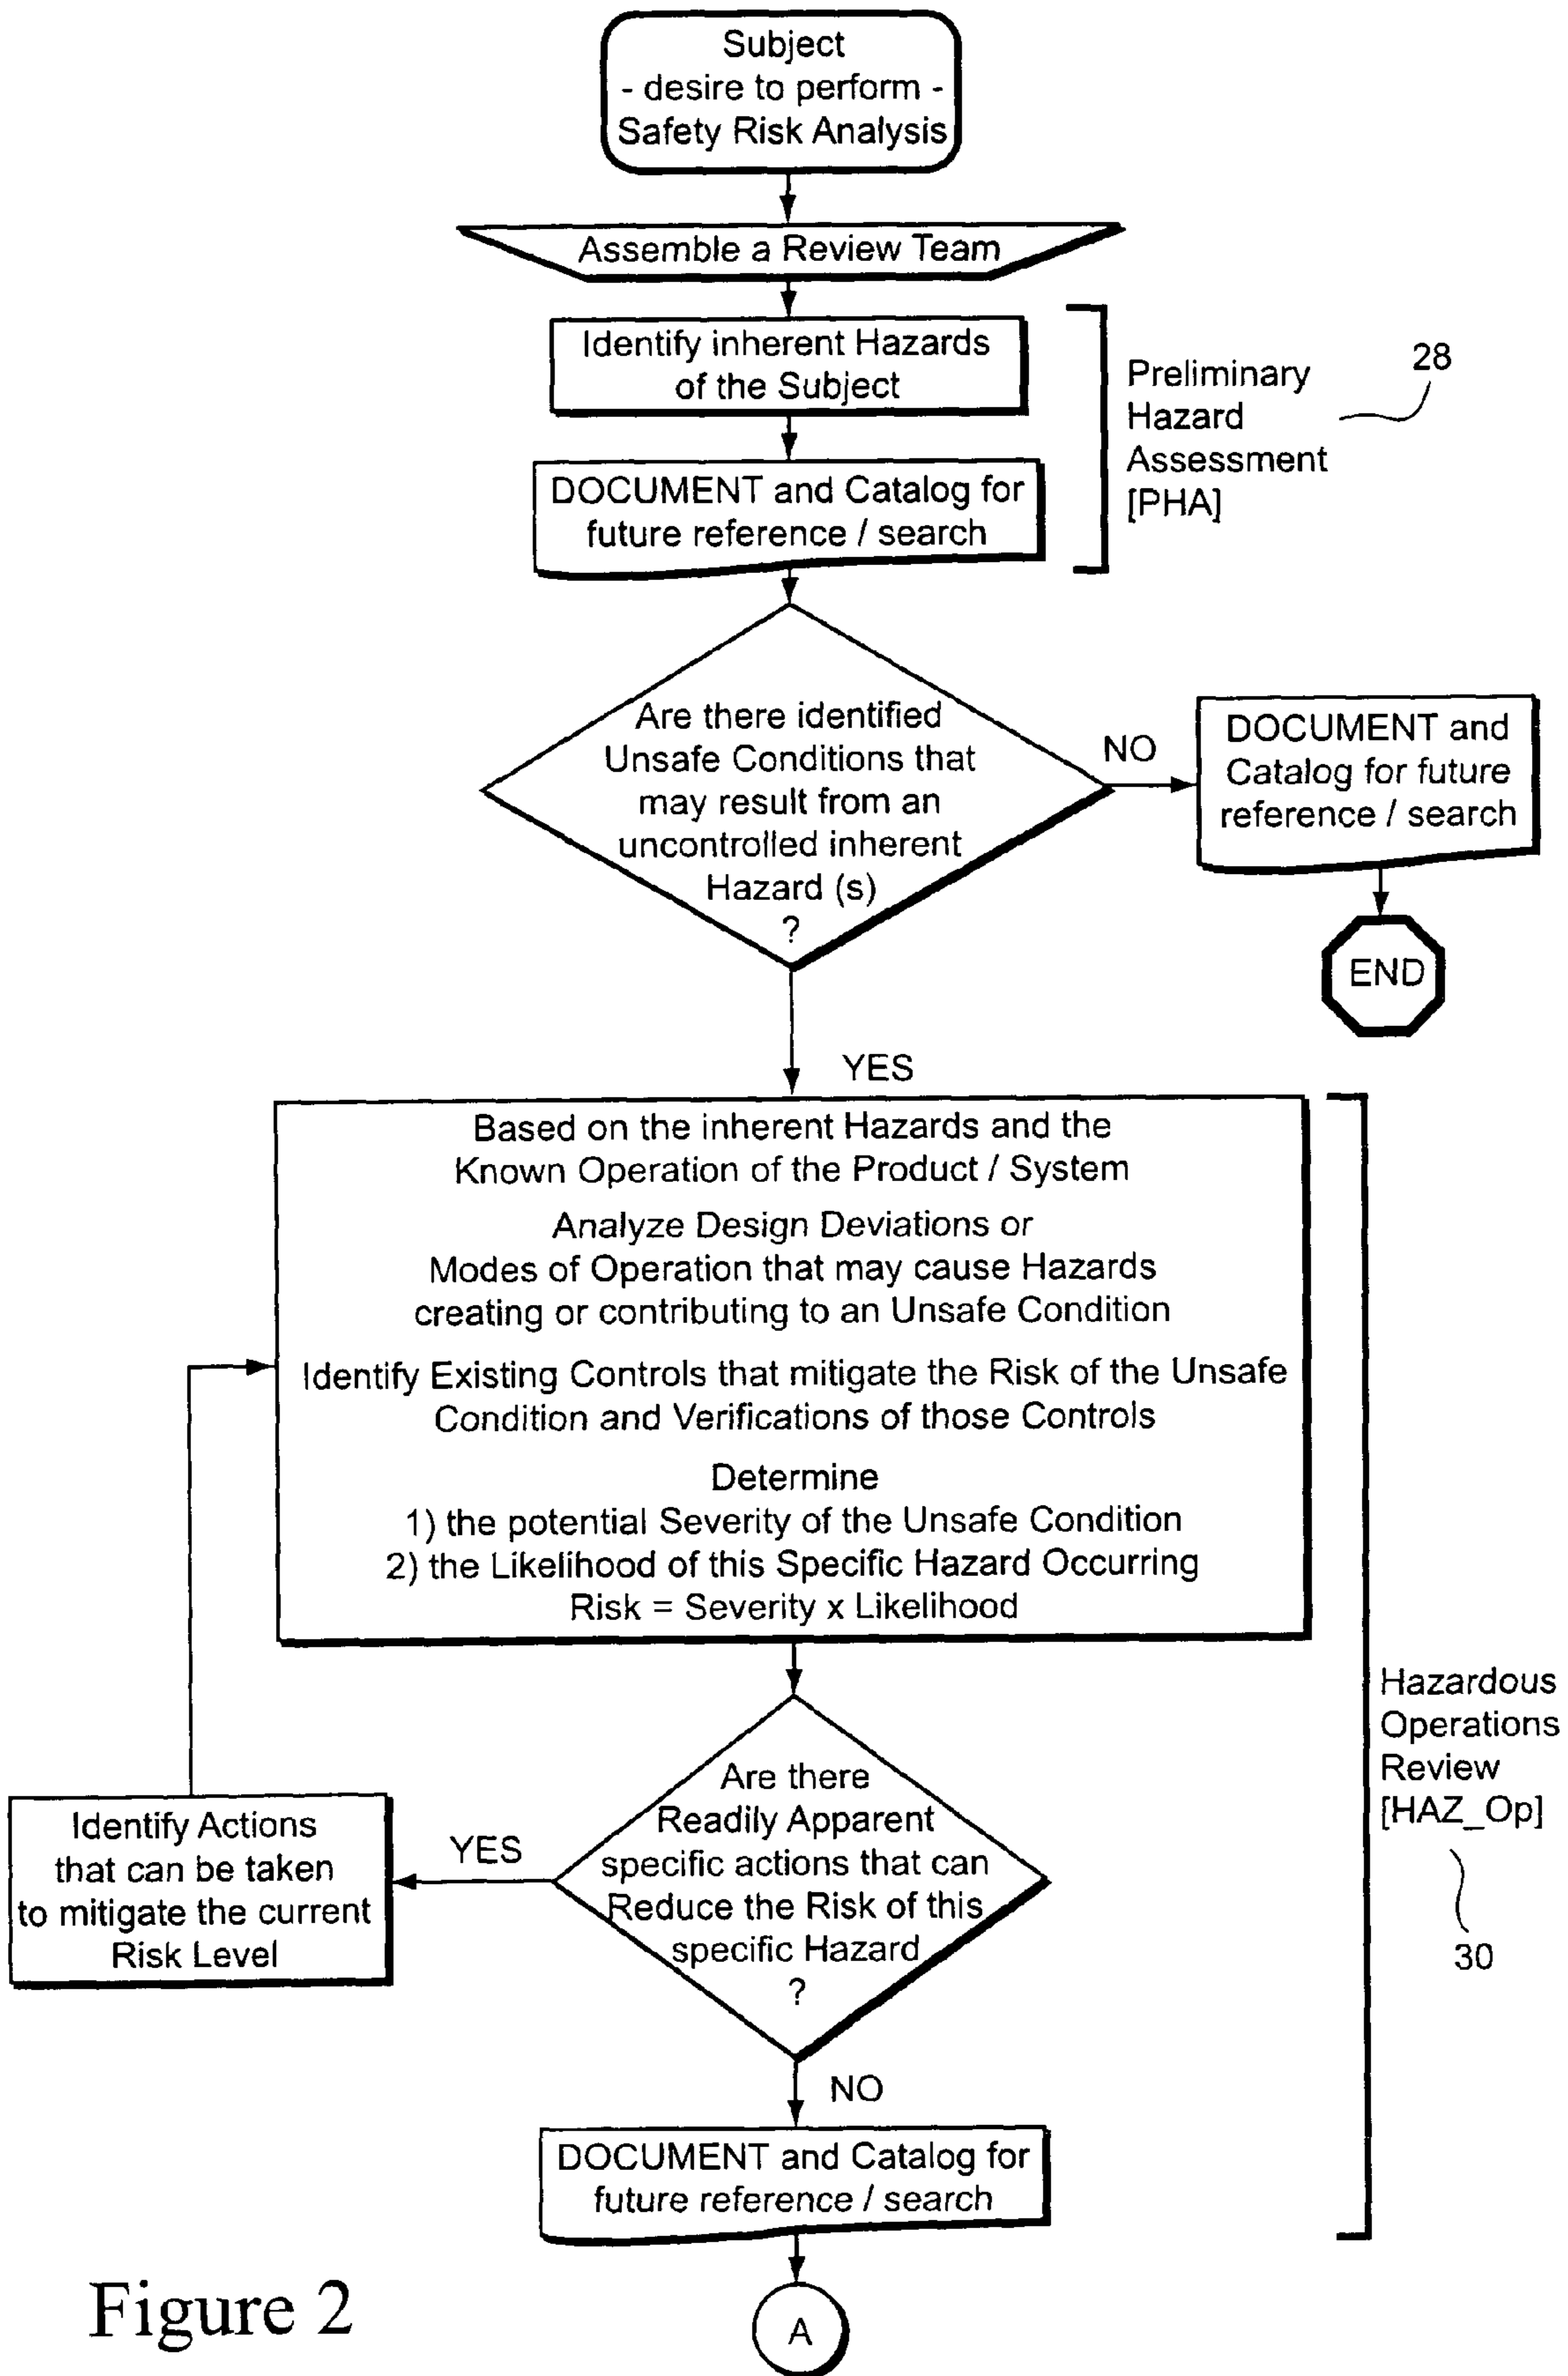 Subject
- desire to perform -
Safety Risk Analysis
Assemble a Review Team
Identify inherent Hazards
of the Subject
Preliminary
Hazard
Assessment
[PHA]
28
DOCUMENT and Catalog for
future reference / search
Are there identified
Unsafe Conditions that
may result from an
uncontrolled inherent
Hazard (s)
?
NO
DOCUMENT and
Catalog for future
reference / search
END
YES
Based on the inherent Hazards and the
Known Operation of the Product / System
Analyze Design Deviations or
Modes of Operation that may cause Hazards
creating or contributing to an Unsafe Condition
Identify Existing Controls that mitigate the Risk of the Unsafe
Condition and Verifications of those Controls
Determine
1) the potential Severity of the Unsafe Condition
2) the Likelihood of this Specific Hazard Occurring
Risk = Severity x Likelihood
Hazardous
Operations
Review
[HAZ_Op]
30
Are there
Readily Apparent
specific actions that can
Reduce the Risk of this
specific Hazard
?
YES
Identify Actions
that can be taken
to mitigate the current
Risk Level
NO
DOCUMENT and Catalog for
future reference / search
A
Figure 2